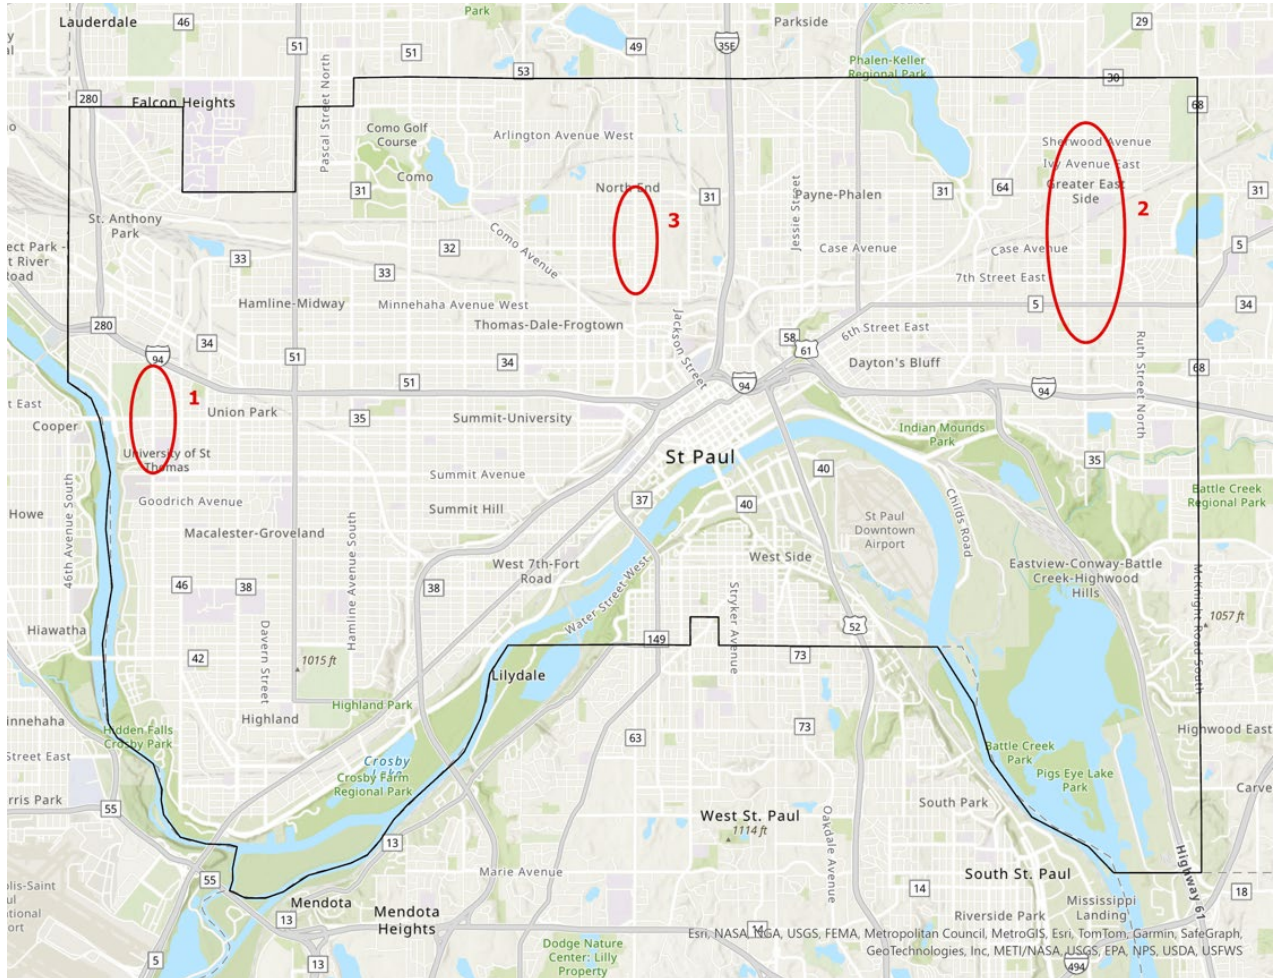 Park
Lauderdale
46
49
Parkside
29
51
51
35E
53
Phalen-Keller
Regional Park
30
280
Falcon Heights
68
Pascal Street North
Como Golf
Course
Arlington Avenue West
Sherwood Avenue
Ivy Avenue East
Como
31
North End
31
Jessie Street
Payne-Phalen
31
64
Greater East
Side
2
St. Anthony
Park
3
Como Avenue
32
Case Avenue
Case Avenue
5
33
33
7th Street East
Hamline-Midway
Minnehaha Avenue West
5
34
280
Thomas-Dale-Frogtown
Jackson Street
58
6th Street East
61
34
94
51
34
Dayton's Bluff
Ruth Street North
68
94
51
94
1
Union Park
35
Summit-University
Cooper
Indian Mounds
Park
University of St
Thomas
St Paul
35
Summit Avenue
40
46th Avenue South
Goodrich Avenue
37
40
Childs Road
Battle Creek
Regional Park
Howe
Summit Hill
St Paul
Downtown
Airport
Macalester-Groveland
Hamline Avenue South
West 7th-Fort
Road
West Side
Eastview-Conway-Battle
Creek-Highwood
Hills
46
38
38
Water Street West
Stryker Avenue
McKnight Road South
1057 ft
Hiawatha
Davern Street
149
52
42
1015 ft
73
Lilydale
Highland
Highland Park
73
Hidden Falls
Crosby Park
63
Highwood East
Street East
Crosby
Lake
Battle Creek
Park
Crosby Farm
Regional Park
Pigs Eye Lake
Park
55
South Park
West St. Paul
1114 ft
Oakdale Avenue
13
Marie Avenue
South St. Paul
Highway 61
55
14
18
Mendota
Mississippi
Landing
13
Mendota
Heights
Riverside Park
14
5
13
Dodge Nature
Center: Lilly
Property
494
Esri, NASA, NGA, USGS, FEMA, Metropolitan Council, MetroGIS, Esri, TomTom, Garmin, SafeGraph,
GeoTechnologies, Inc, METI/NASA, USGS, EPA, NPS, USDA, USFWS